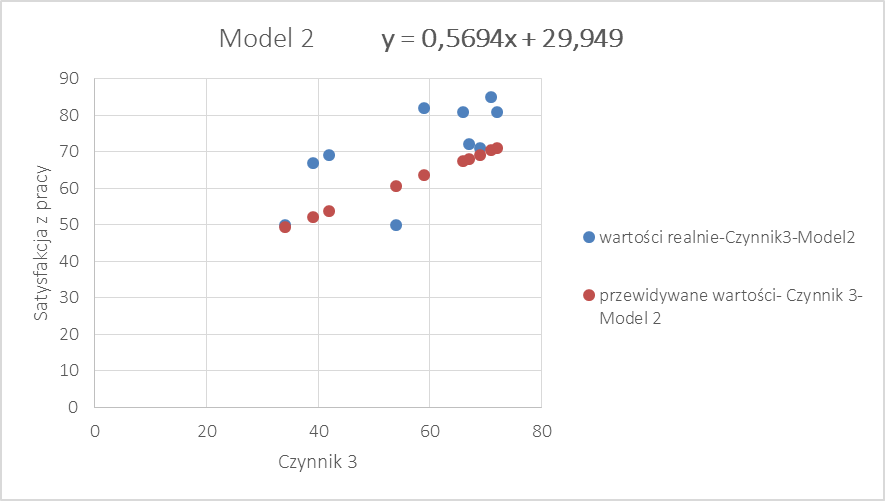 Model 2 y = 0,5694x + 29,949
90
80
70
60
50
40
30
20
10
0
Satysfakcja z pracy
0 20 40 60 80
Czynnik 3
wartości realnie-Czynnik3-Model2
przewidywane wartości- Czynnik 3-
Model 2